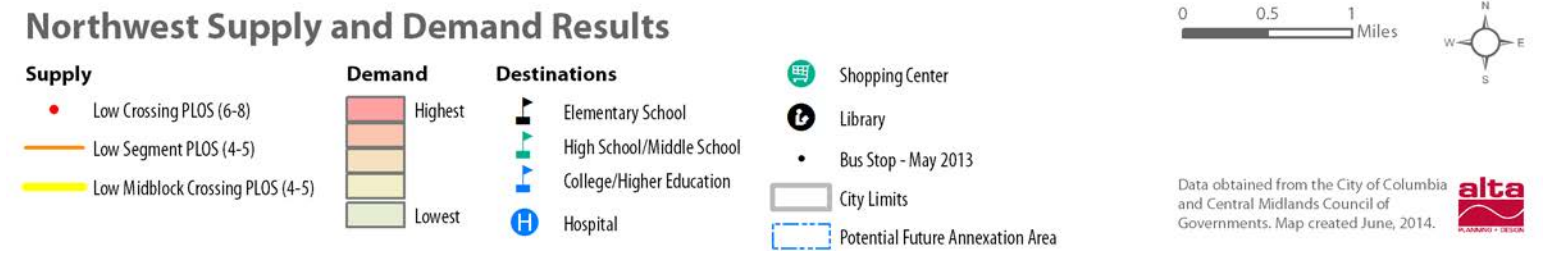 Northwest Supply and Demand Results
Supply
Low Crossing PLOS (6-8)
Low Segment PLOS (4-5)
Low Midblock Crossing PLOS (4-5)
Demand
Highest
Lowest
Destinations
Elementary School
High School/Middle School
College/Higher Education
H
Hospital
Shopping Center
Library
Bus Stop - May 2013
City Limits
Potential Future Annexation Area
0 0.5 1
Miles
N
W E
S
Data obtained from the City of Columbia
and Central Midlands Council of
Governments. Map created June, 2014.
alta
PLANNING + DESIGN